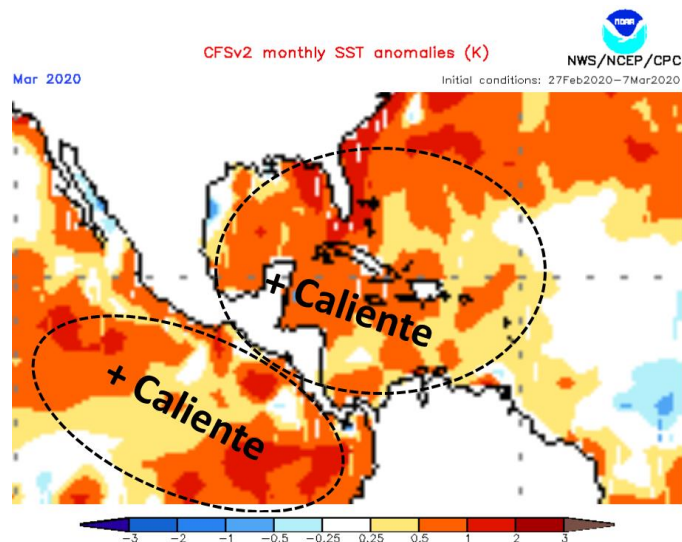 NOAA
CFSv2 monthly SST anomalies (K)
NWS/NCEP/CPC
Mar 2020
Initial conditions: 27Feb2020-7Mar2020
+ Caliente
+ Caliente
-3 -2 -1 -0.5 -0.25 0.25 0.5 1 2 3